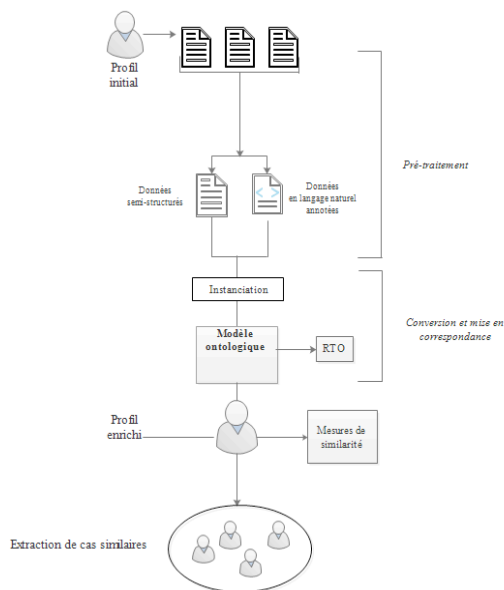 Profil
initial
Pré-traitement
Données
semi-structurés
Données
en langage naturel
annotées
Instanciation
Modèle
ontologique
RTO
Conversion et mise en
correspondance
Profil
enrichi
Mesures de
similarité
Extraction de cas similaires